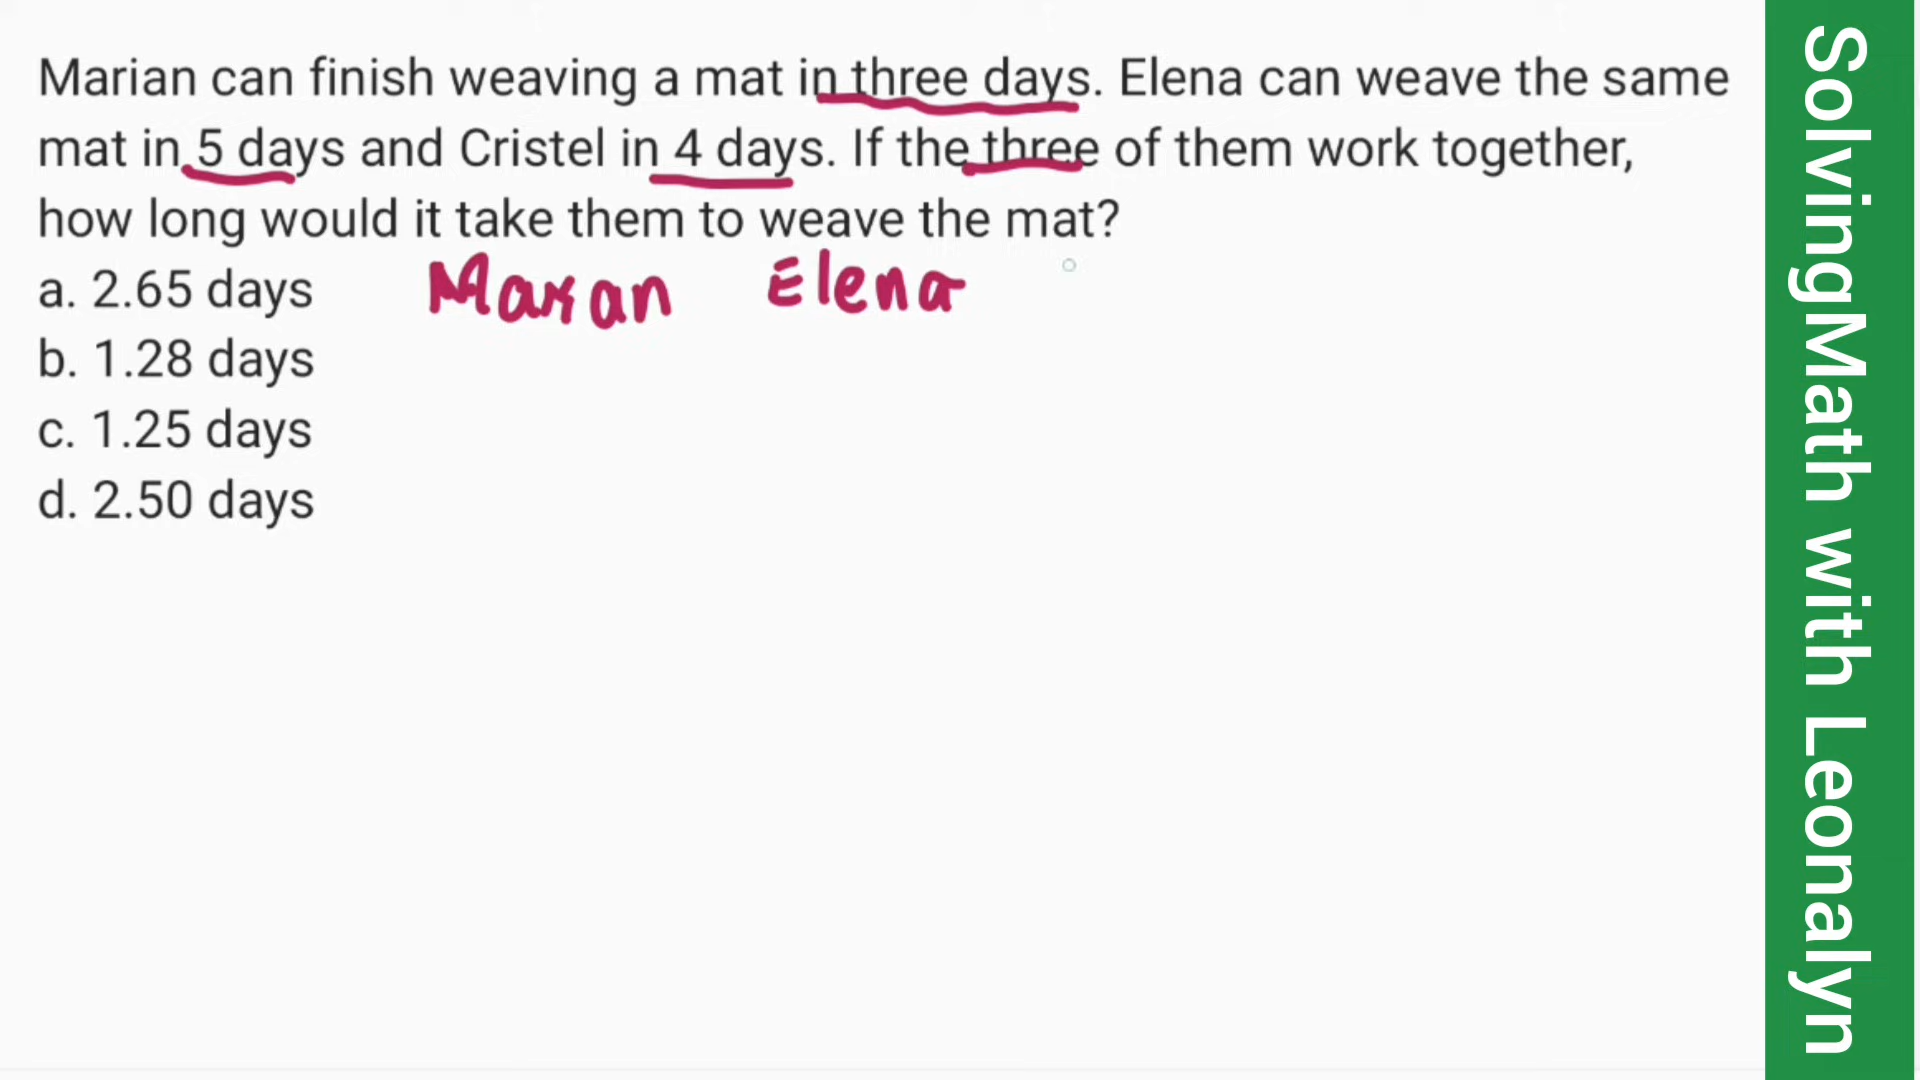 Marian can finish weaving a mat in three days. Elena can weave the same
mat in 5 days and Cristel in 4 days. If the three of them work together,
how long would it take them to weave the mat?
a. 2.65 days
Marian Elena
b. 1.28 days
c. 1.25 days
d. 2.50 days
SolvingMath with Leonalyn